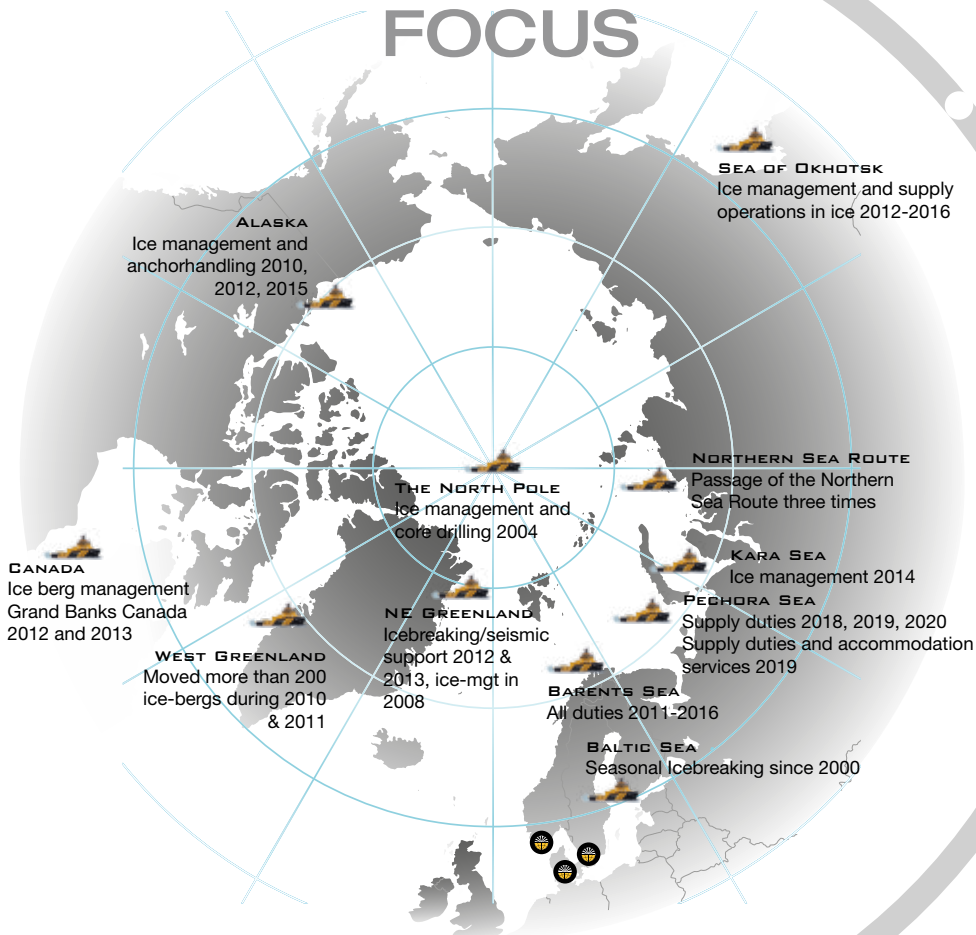 FOCUS
SEA OF OKHOTSK
Ice management and supply
operations in ice 2012-2016
ALASKA
Ice management and
anchorhandling 2010,
2012, 2015
NORTHERN SEA ROUTE
Passage of the Northern
Sea Route three times
THE NORTH POLE
Ice management and
core drilling 2004
KARA SEA
Ice management 2014
CANADA
Ice berg management
Grand Banks Canada
2012 and 2013
PECHORA SEA
Supply duties 2018, 2019, 2020
Supply duties and accommodation
services 2019
NE GREENLAND
Icebreaking/seismic
support 2012 &
2013, ice-mgt in
2008
WEST GREENLAND
Moved more than 200
ice-bergs during 2010
& 2011
BARENTS SEA
All duties 2011-2016
BALTIC SEA
Seasonal Icebreaking since 2000